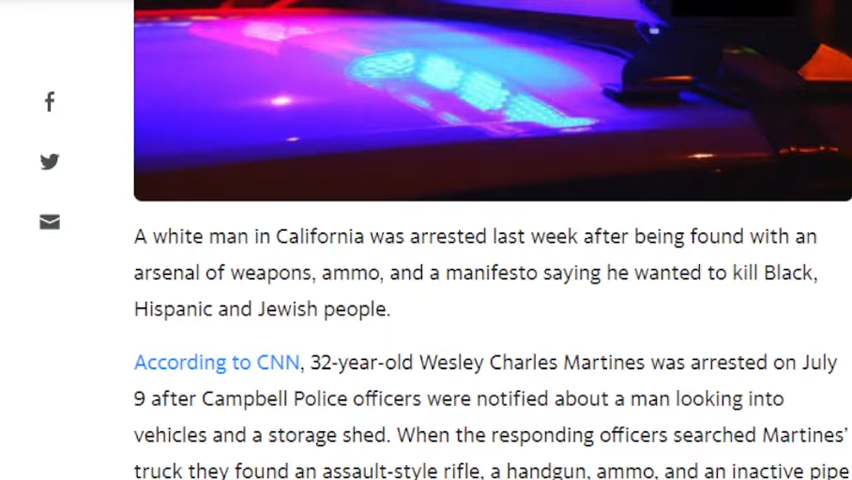 A white man in California was arrested last week after being found with an
arsenal of weapons, ammo, and a manifesto saying he wanted to kill Black,
Hispanic and Jewish people.
According to CNN, 32-year-old Wesley Charles Martines was arrested on July
9 after Campbell Police officers were notified about a man looking into
vehicles and a storage shed. When the responding officers searched Martines’
truck they found an assault-style rifle, a handgun, ammo, and an inactive pipe